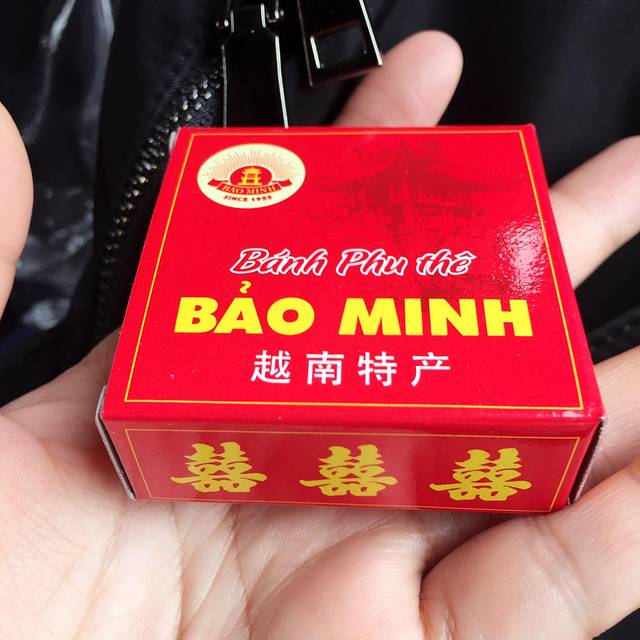 BẢO MINH
SINCE 1955
Bánh Phu thê
BẢO MINH
越南特产
囍 囍 囍